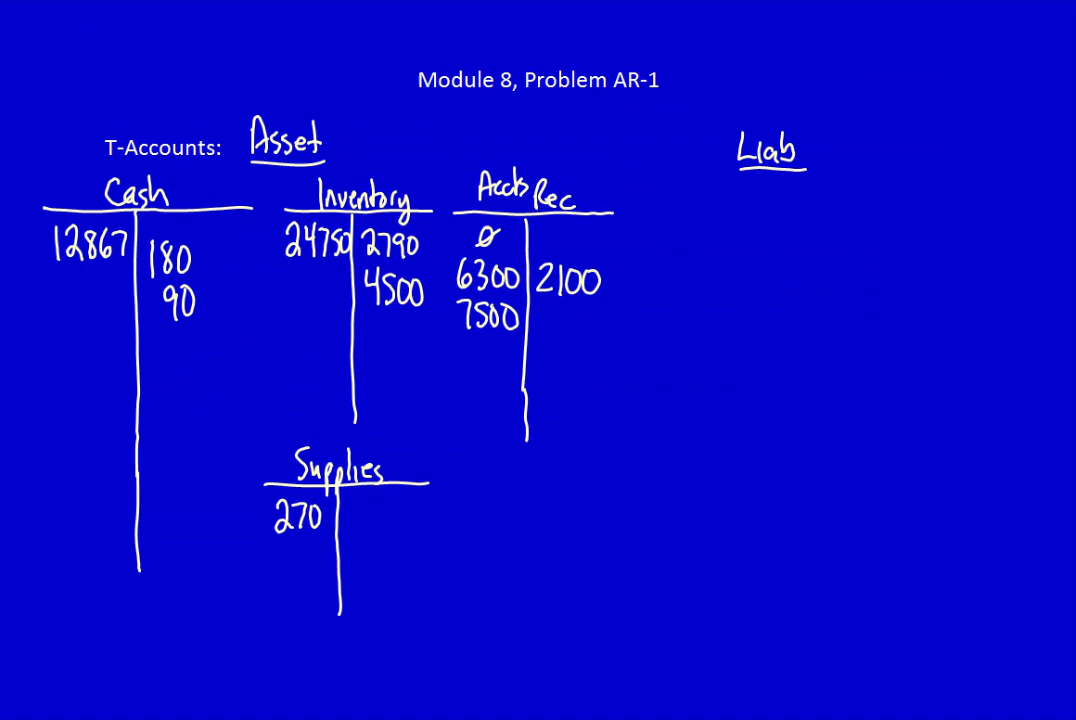 Module 8, Problem AR-1
T-Accounts: Asset
Liab
Cash
12867
180
90
Inventory
24750 2790
4500
Accts Rec
0
6300 2100
7500
Supplies
270